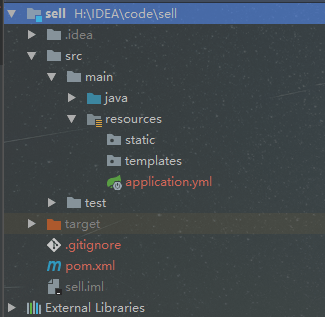 sell H:\IDEA\code\sell
.idea
src
main
java
resources
static
templates
application.yml
test
target
.gitignore
pom.xml
sell.iml
External Libraries